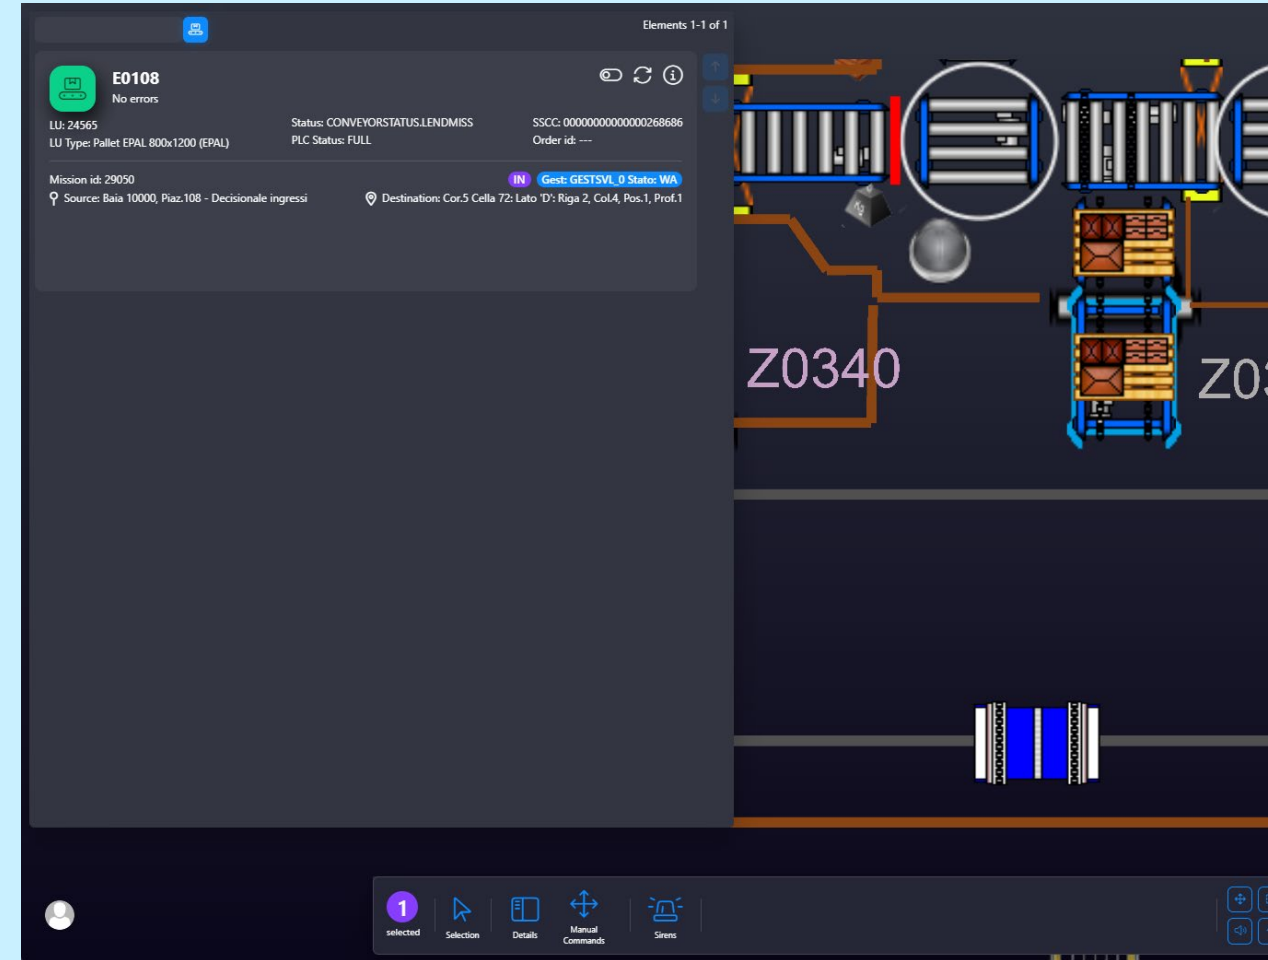 Elements 1-1 of 1
E0108
No errors
LU: 24565
LU Type: Pallet EPAL 800x1200 (EPAL)
Status: CONVEYORSTATUS.LENDMISS
PLC Status: FULL
SSCC: 00000000000000268686
Order id: ---
Mission id: 29050
IN
Gest: GESTSVL_0 Stato: WA
Source: Baia 10000, Piaz.108 - Decisionale ingressi
Destination: Cor.5 Cella 72: Lato 'D': Riga 2, Col.4, Pos.1, Prof.1
Kg
Z0340
1
selected
Selection
Details
Manual
Commands
Sirens